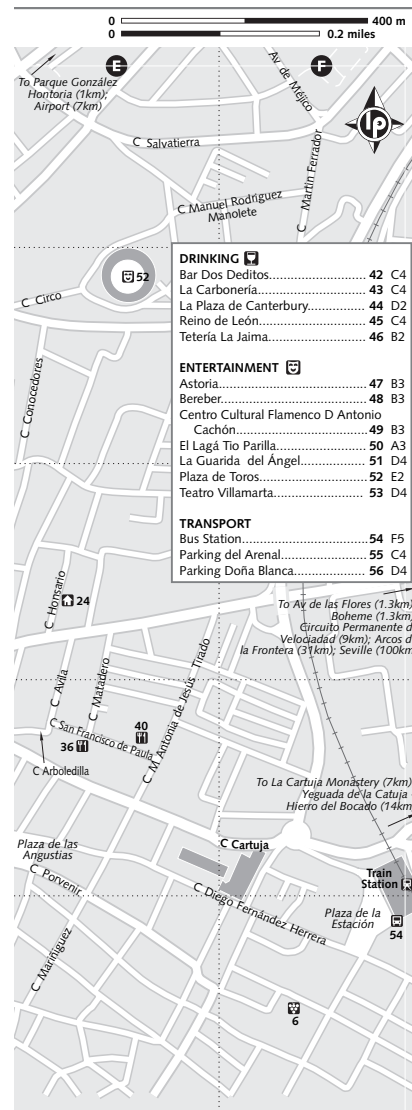 0 400 m
0 0.2 miles
E F
To Parque González
Hontoria (1km);
Airport (7km)
Av de Méjico
lp
C Salvatierra
C Martín Ferrador
C Manuel Rodríguez
Manolete
52
C Circo
C Conocedores
DRINKING
Bar Dos Deditos 42 C4
La Carbonería 43 C4
La Plaza de Canterbury 44 D2
Reino de León 45 C4
Tetería La Jaima 46 B2
ENTERTAINMENT
Astoria 47 B3
Bereber 48 B3
Centro Cultural Flamenco D Antonio
Cachón 49 B3
El Lagá Tio Parilla 50 A3
La Guarida del Ángel 51 D4
Plaza de Toros 52 E2
Teatro Villamarta 53 D4
TRANSPORT
Bus Station 54 F5
Parking del Arenal 55 C4
Parking Doña Blanca 56 D4
C Honsario
24
To Av de las Flores (1.3km)
Boheme (1.3km)
Circuito Permanente d
Velociadad (9km); Arcos d
la Frontera (31km); Seville (100km
C Avila
C Matadero
C M Antonia de Jesús Tirado
C San Francisco de Paula
40
36
C Arboledilla
To La Cartuja Monastery (7km)
Yeguada de la Catuja
Hierro del Bocado (14km
C Cartuja
Plaza de las
Angustias
C Porvenir
Train
Station
C Diego Fernández Herrera
Plaza de la
Estación
54
C Mariñiguez
6